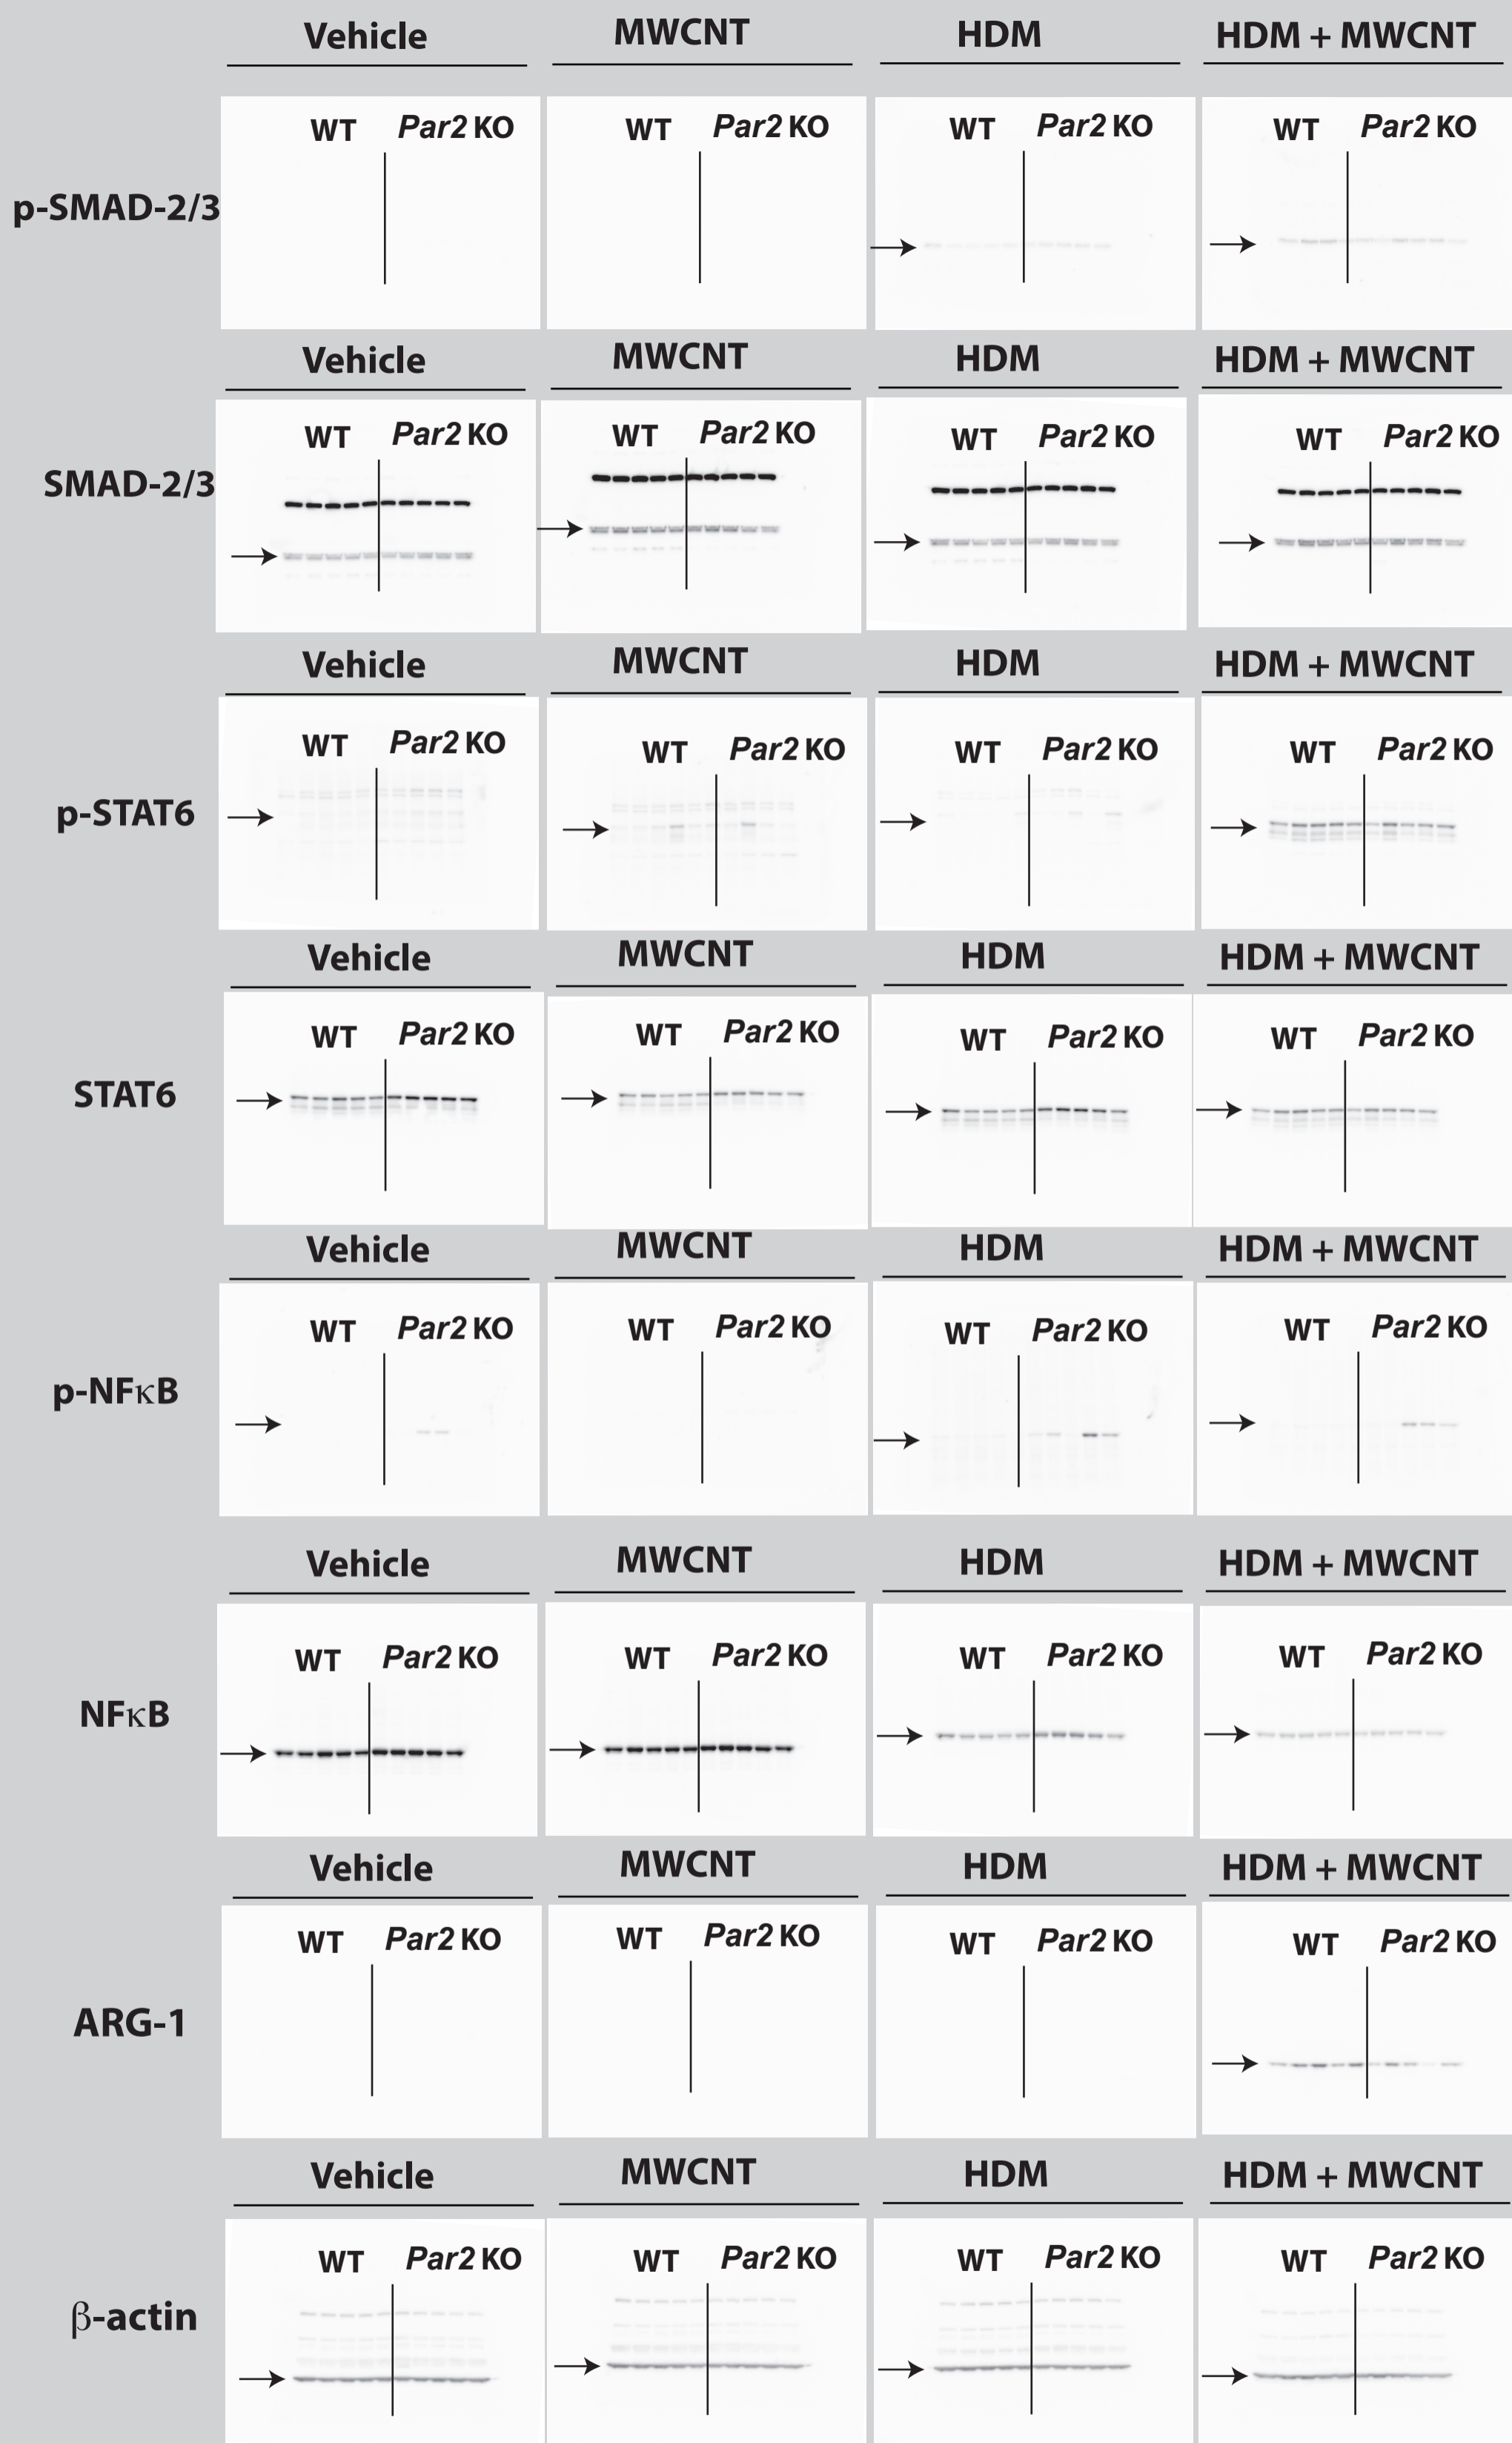 Vehicle MWCNT HDM HDM + MWCNT
WT Par2 KO WT Par2 KO WT Par2 KO WT Par2 KO
p-SMAD-2/3
Vehicle MWCNT HDM HDM + MWCNT
WT Par2 KO WT Par2 KO WT Par2 KO WT Par2 KO
SMAD-2/3
Vehicle MWCNT HDM HDM + MWCNT
WT Par2 KO WT Par2 KO WT Par2 KO WT Par2 KO
p-STAT6
Vehicle MWCNT HDM HDM + MWCNT
WT Par2 KO WT Par2 KO WT Par2 KO WT Par2 KO
STAT6
Vehicle MWCNT HDM HDM + MWCNT
WT Par2 KO WT Par2 KO WT Par2 KO WT Par2 KO
p-NFκB
Vehicle MWCNT HDM HDM + MWCNT
WT Par2 KO WT Par2 KO WT Par2 KO WT Par2 KO
NFκB
Vehicle MWCNT HDM HDM + MWCNT
WT Par2 KO WT Par2 KO WT Par2 KO WT Par2 KO
ARG-1
Vehicle MWCNT HDM HDM + MWCNT
WT Par2 KO WT Par2 KO WT Par2 KO WT Par2 KO
β-actin